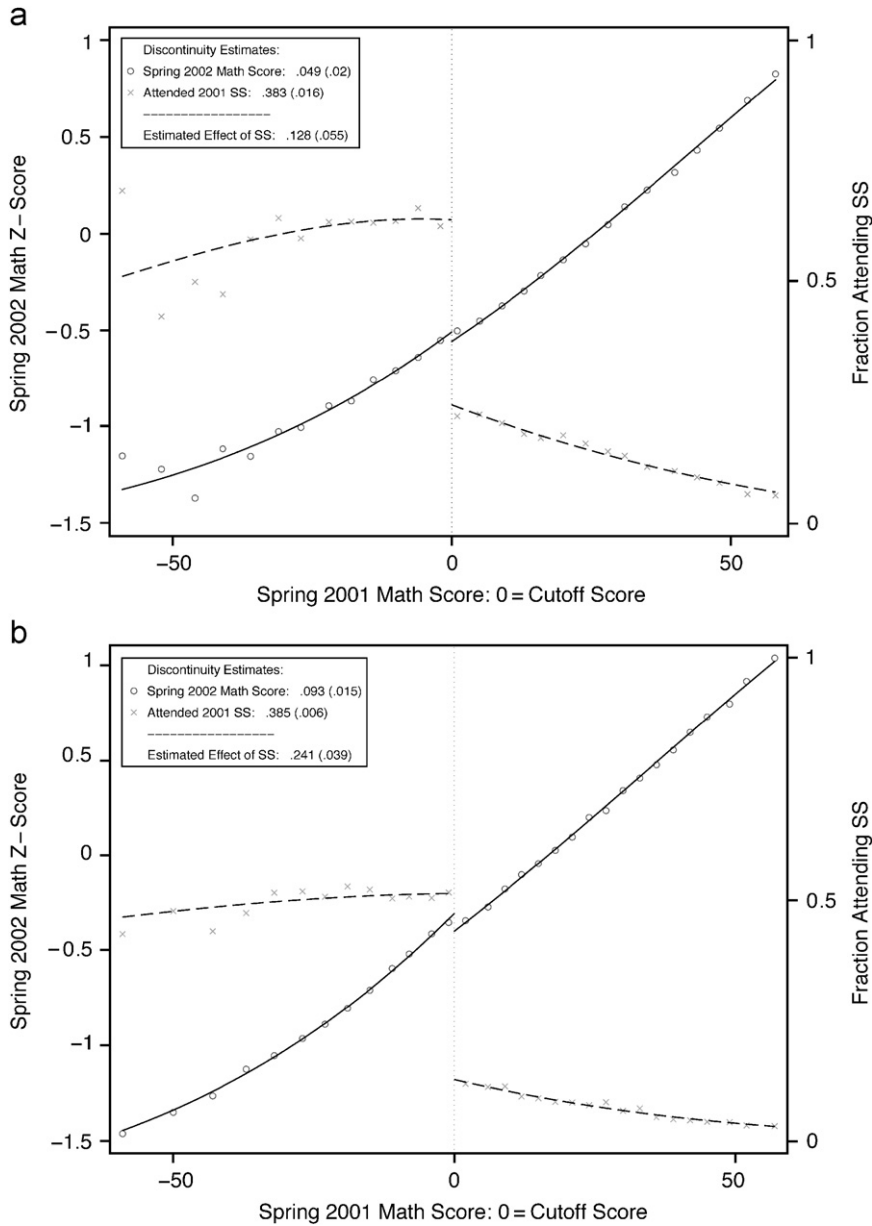 a
1
0.5
0
−0.5
−1
−1.5
Spring 2002 Math Z−Score
Discontinuity Estimates:
Spring 2002 Math Score: .049 (.02)
Attended 2001 SS: .383 (.016)
Estimated Effect of SS: .128 (.055)
1
0.5
0
Fraction Attending SS
−50
0
50
Spring 2001 Math Score: 0 = Cutoff Score
b
1
0.5
0
−0.5
−1
−1.5
Spring 2002 Math Z−Score
Discontinuity Estimates:
Spring 2002 Math Score: .093 (.015)
Attended 2001 SS: .385 (.006)
Estimated Effect of SS: .241 (.039)
1
0.5
0
Fraction Attending SS
−50
0
50
Spring 2001 Math Score: 0 = Cutoff Score